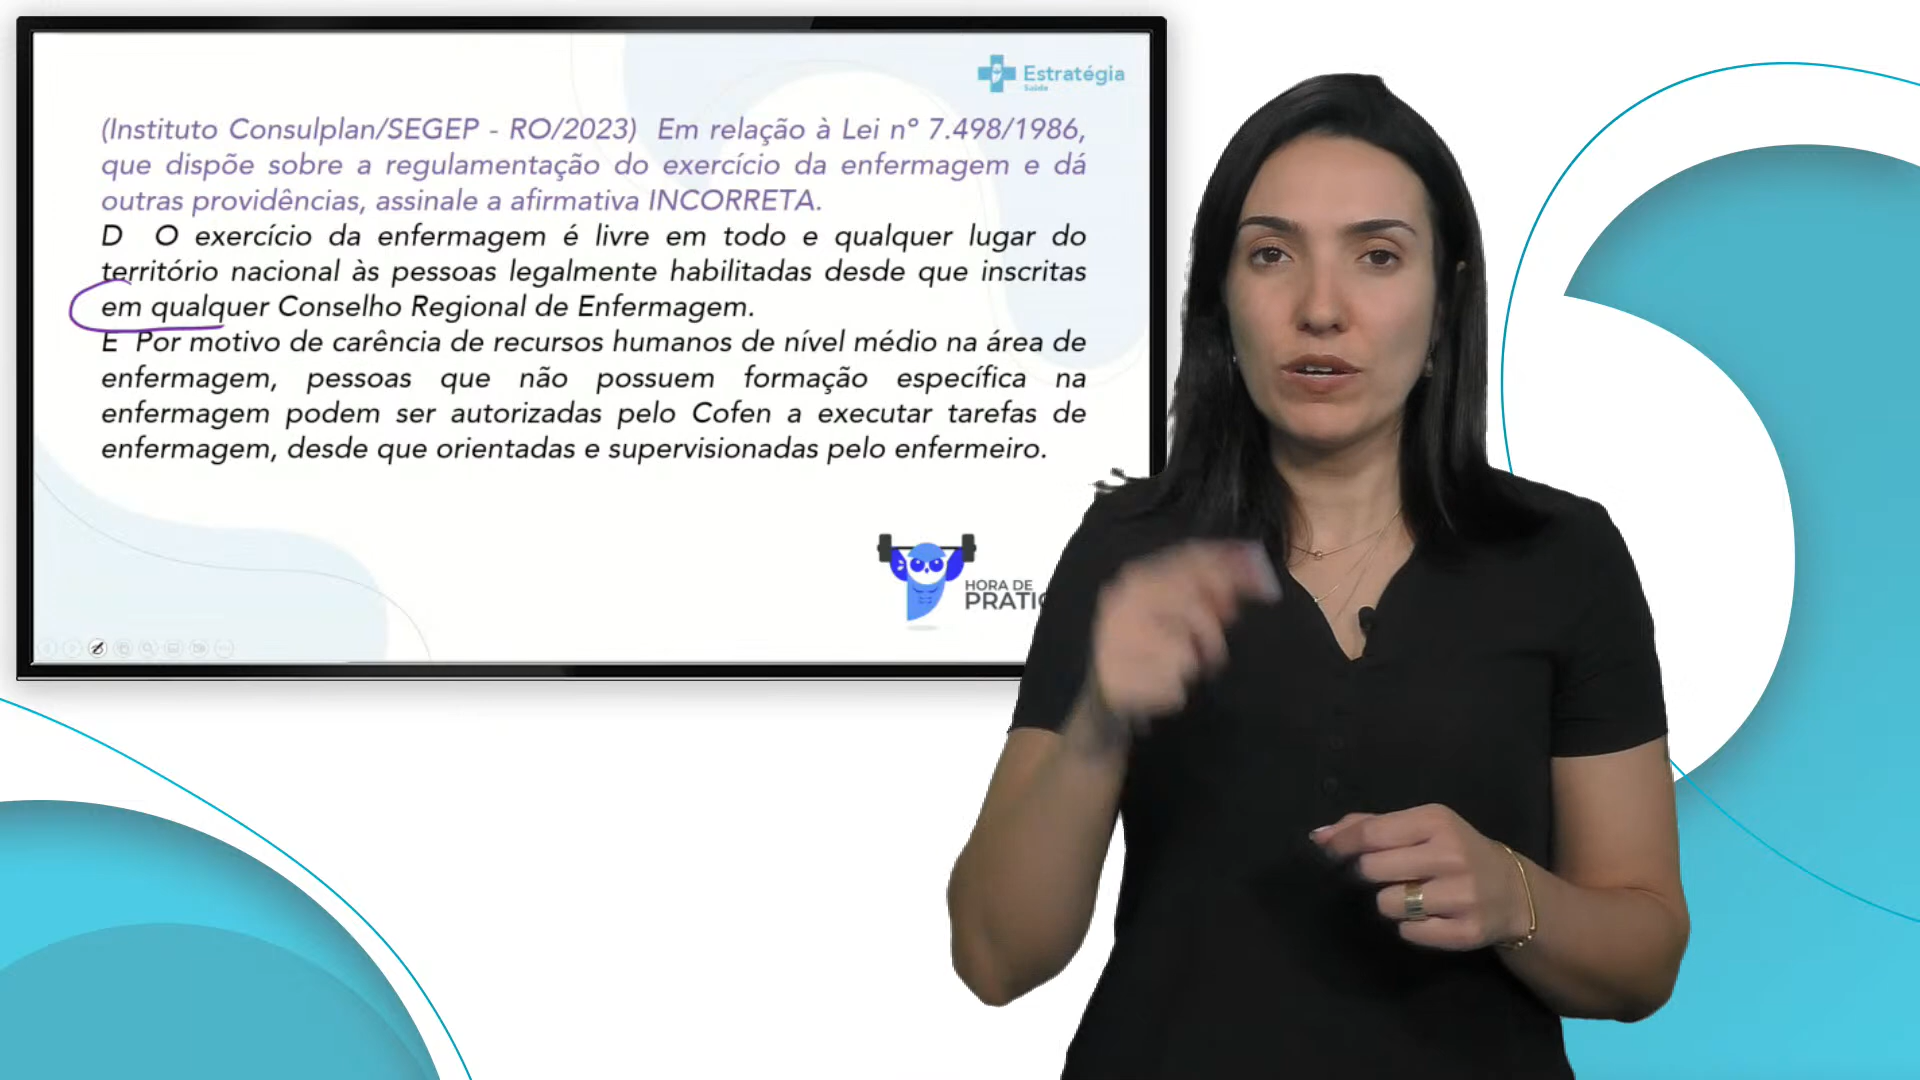 Estratégia
Saúde
(Instituto Consulplan/SEGEP - RO/2023) Em relação à Lei nº 7.498/1986,
que dispõe sobre a regulamentação do exercício da enfermagem e dá
outras providências, assinale a afirmativa INCORRETA.
D O exercício da enfermagem é livre em todo e qualquer lugar do
território nacional às pessoas legalmente habilitadas desde que inscritas
em qualquer Conselho Regional de Enfermagem.
E Por motivo de carência de recursos humanos de nível médio na área de
enfermagem, pessoas que não possuem formação específica na
enfermagem podem ser autorizadas pelo Cofen a executar tarefas de
enfermagem, desde que orientadas e supervisionadas pelo enfermeiro.
HORA DE